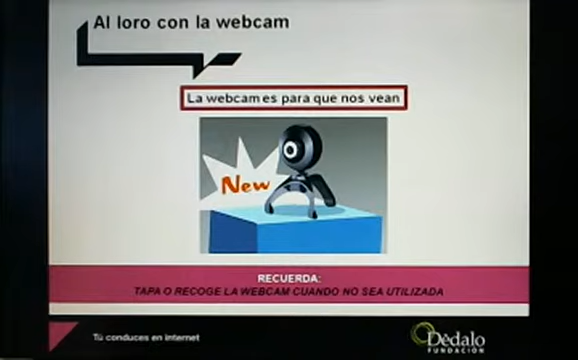 Al loro con la webcam
La webcam es para que nos vean
New
RECUERDA:
TAPA O RECOGE LA WEBCAM CUANDO NO SEA UTILIZADA
Tú conduces en internet
Dédalo
FUNDACIÓN